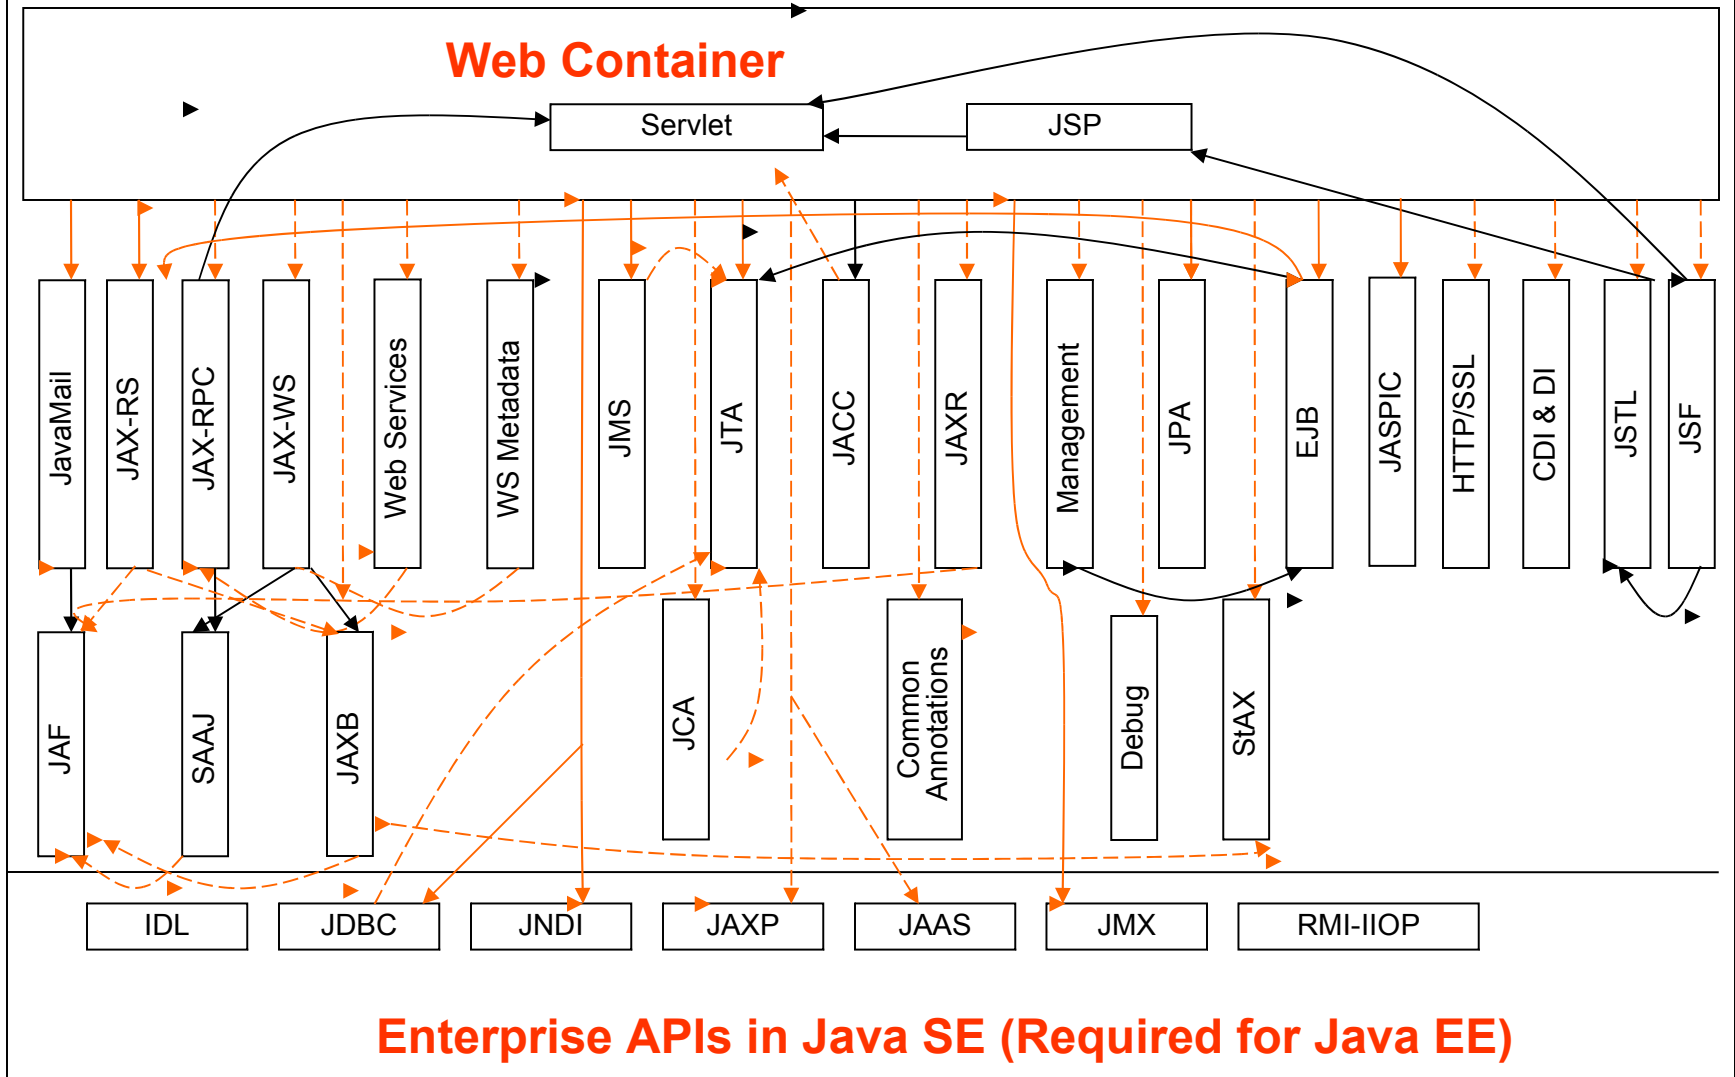 Web Container
Servlet
JSP
JavaMail
JAX-RS
JAX-RPC
JAX-WS
Web Services
WS Metadata
JMS
JTA
JACC
JAXR
Management
JPA
EJB
JASPIC
HTTP/SSL
CDI & DI
JSTL
JSF
JAF
SAAJ
JAXB
JCA
Common
Annotations
Debug
StAX
IDL
JDBC
JNDI
JAXP
JAAS
JMX
RMI-IIOP
Enterprise APIs in Java SE (Required for Java EE)